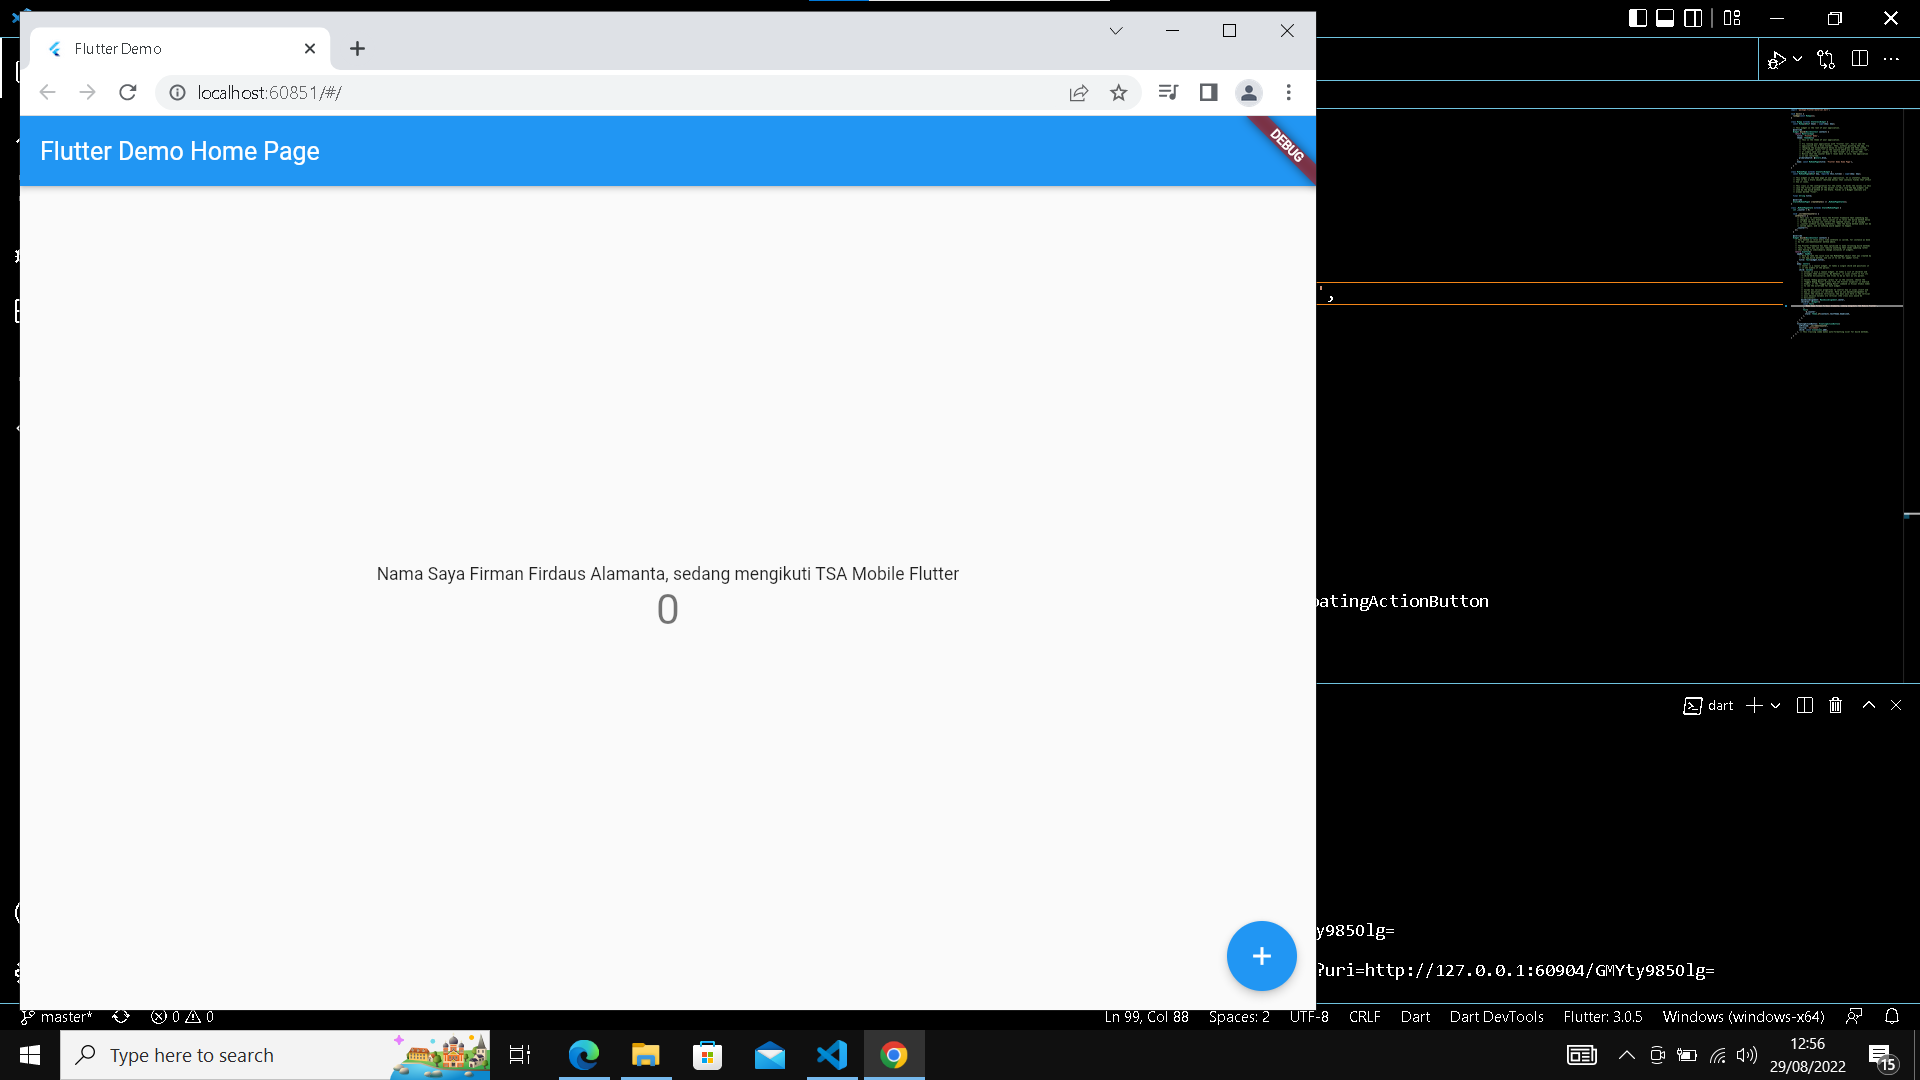 Flutter Demo
localhost:60851/#/
Flutter Demo Home Page
DEBUG
',
Nama Saya Firman Firdaus Alamanta, sedang mengikuti TSA Mobile Flutter
0
oatingActionButton
dart
y985Olg=
?uri=http://127.0.0.1:60904/GMYty985Olg=
master* 0 0 Ln 99, Col 88 Spaces: 2 UTF-8 CRLF Dart Dart DevTools Flutter: 3.0.5 Windows (windows-x64)
Type here to search
12:56
29/08/2022
15